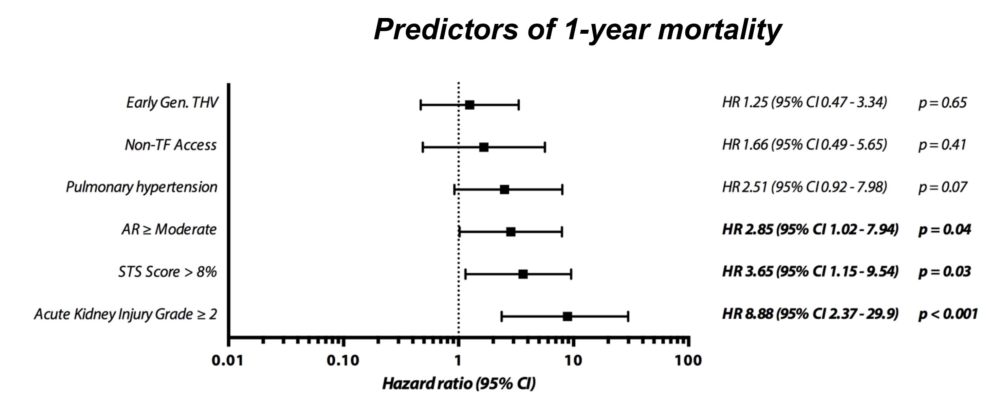 Predictors of 1-year mortality
Early Gen. THV HR 1.25 (95% CI 0.47 - 3.34) p = 0.65
Non-TF Access HR 1.66 (95% CI 0.49 - 5.65) p = 0.41
Pulmonary hypertension HR 2.51 (95% CI 0.92 - 7.98) p = 0.07
AR ≥ Moderate HR 2.85 (95% CI 1.02 - 7.94) p = 0.04
STS Score > 8% HR 3.65 (95% CI 1.15 - 9.54) p = 0.03
Acute Kidney Injury Grade ≥ 2 HR 8.88 (95% CI 2.37 - 29.9) p < 0.001
0.01 0.10 1 10 100
Hazard ratio (95% CI)